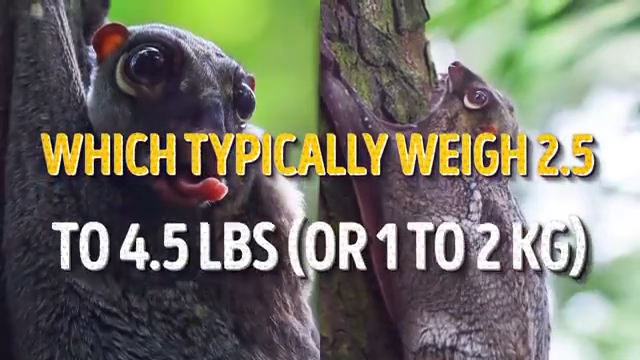 WHICH TYPICALLY WEIGH 2.5
TO 4.5 LBS (OR 1 TO 2 KG)